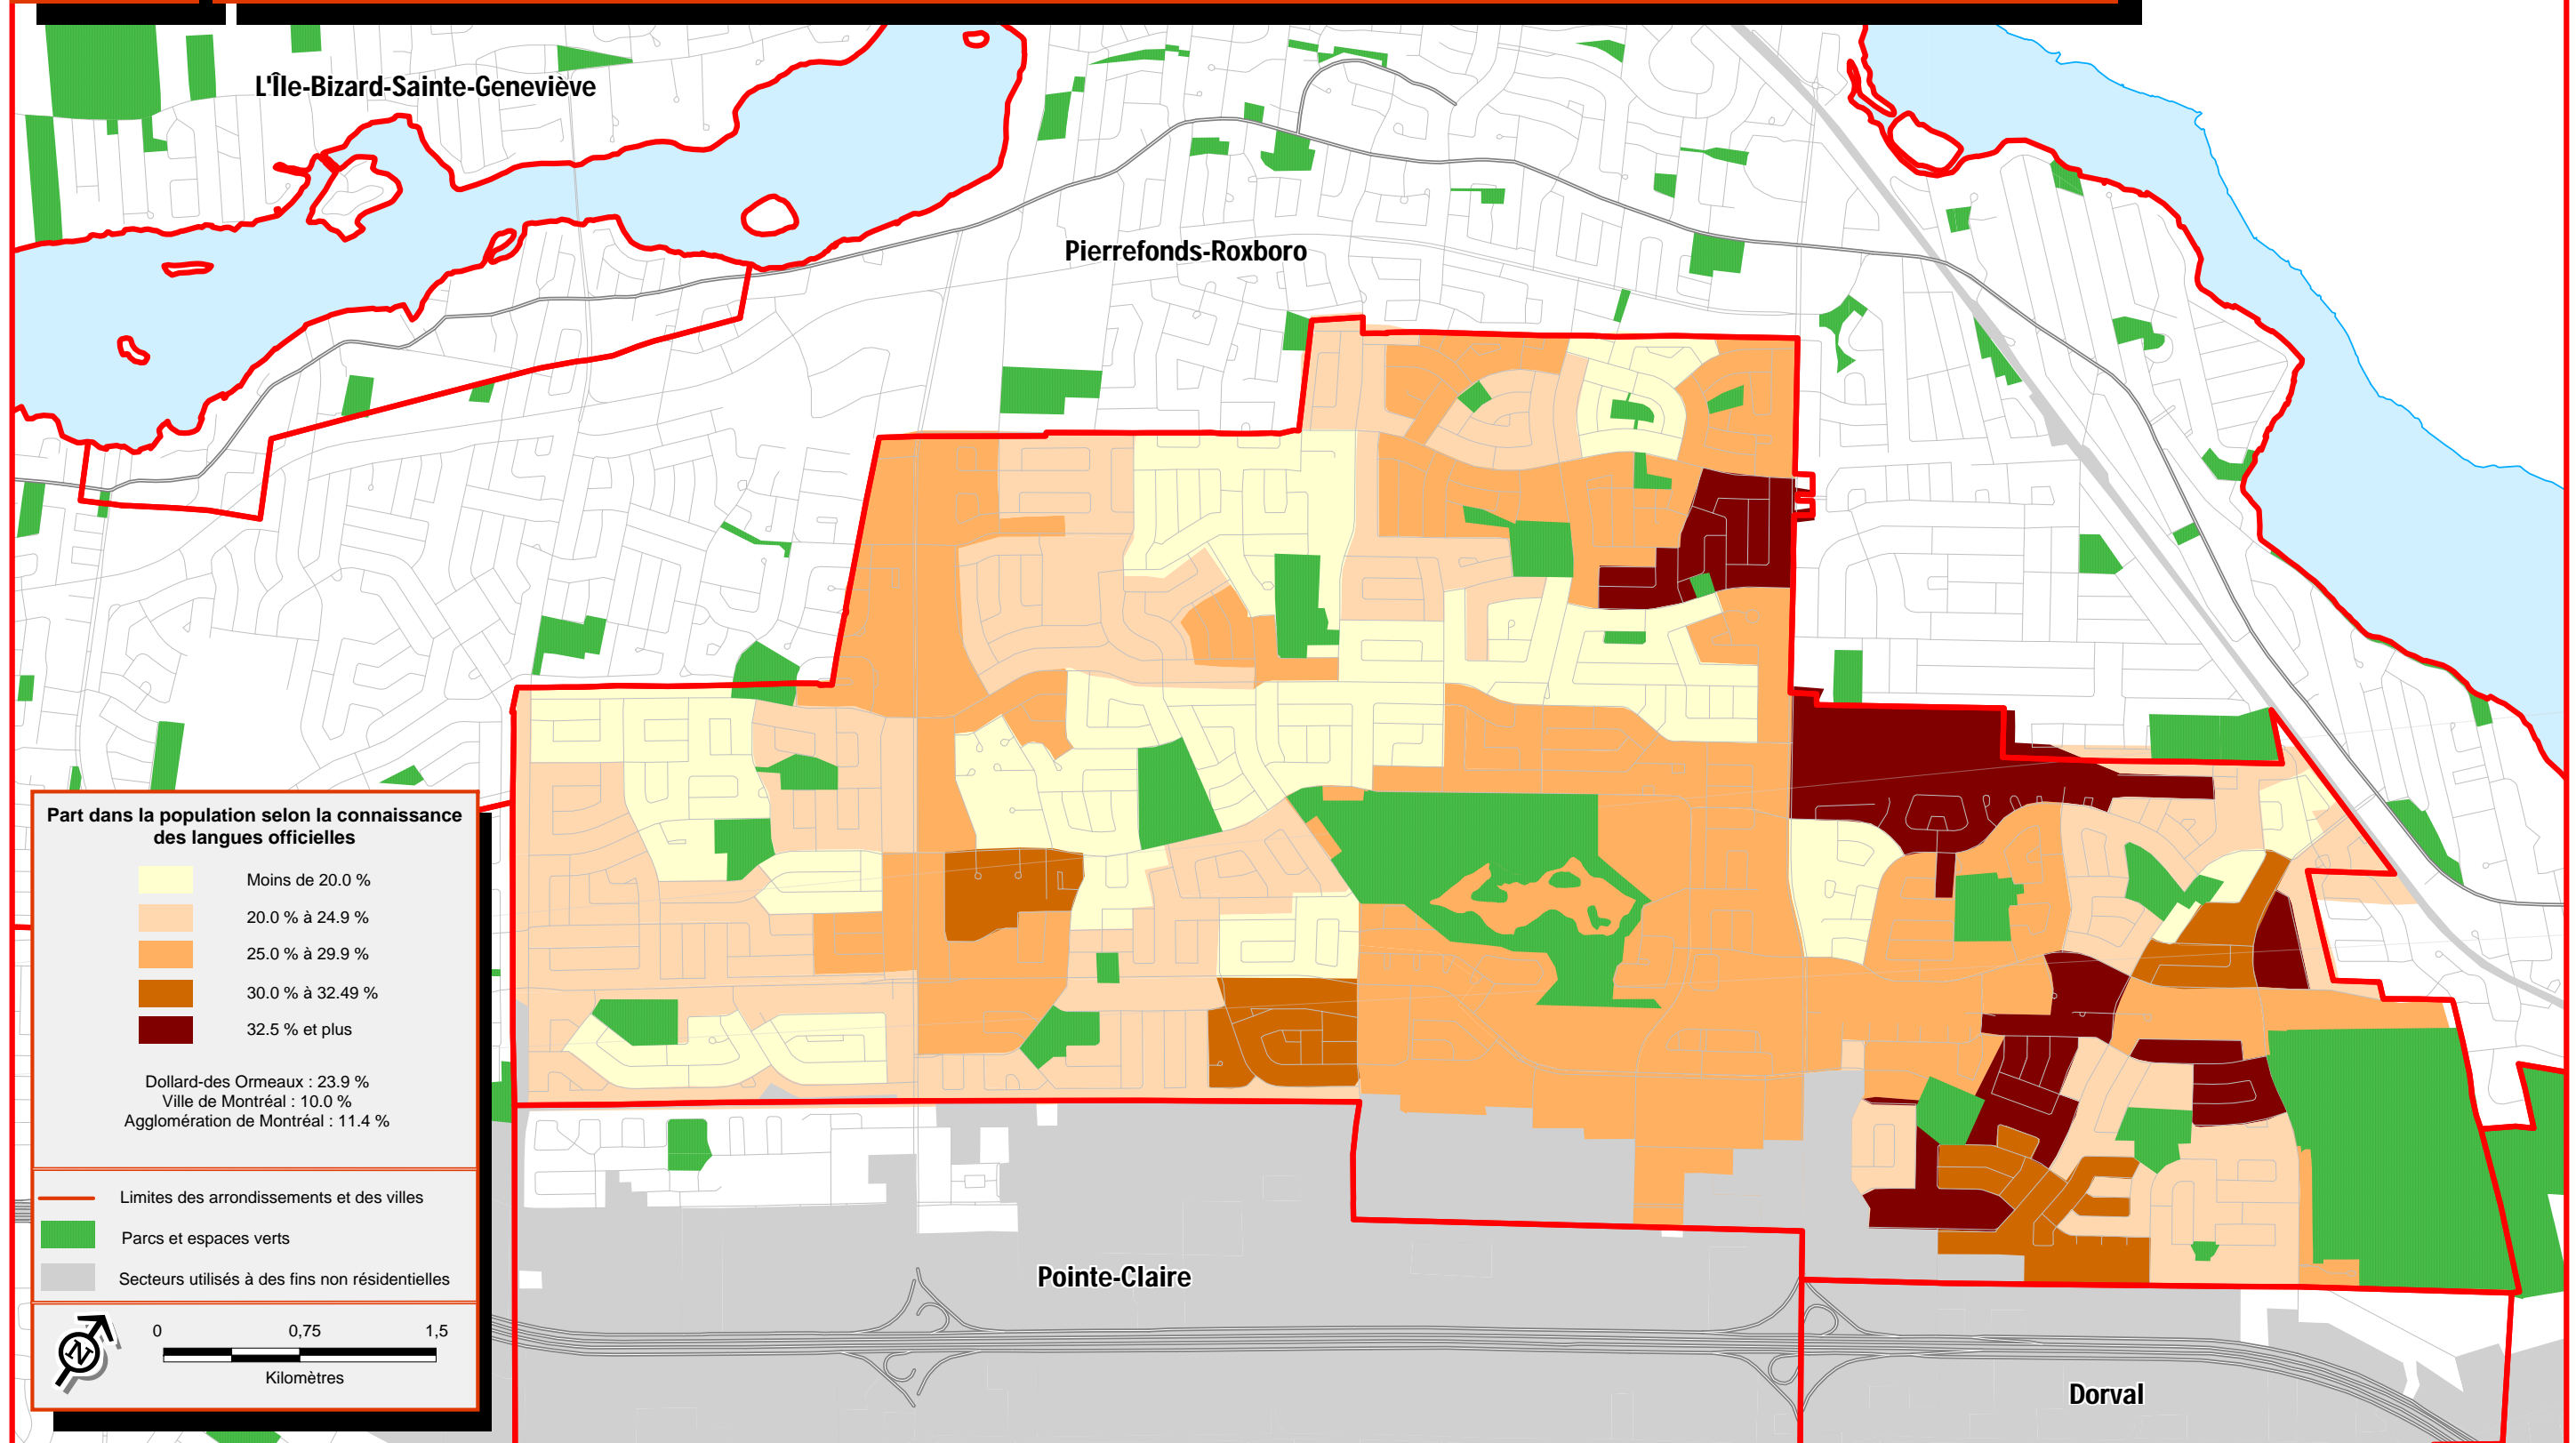 L'Île-Bizard-Sainte-Geneviève
Pierrefonds-Roxboro
Part dans la population selon la connaissance
des langues officielles
Moins de 20.0 %
20.0 % à 24.9 %
25.0 % à 29.9 %
30.0 % à 32.49 %
32.5 % et plus
Dollard-des Ormeaux : 23.9 %
Ville de Montréal : 10.0 %
Agglomération de Montréal : 11.4 %
Limites des arrondissements et des villes
Parcs et espaces verts
Secteurs utilisés à des fins non résidentielles
N
0 0,75 1,5
Kilomètres
Pointe-Claire
Dorval